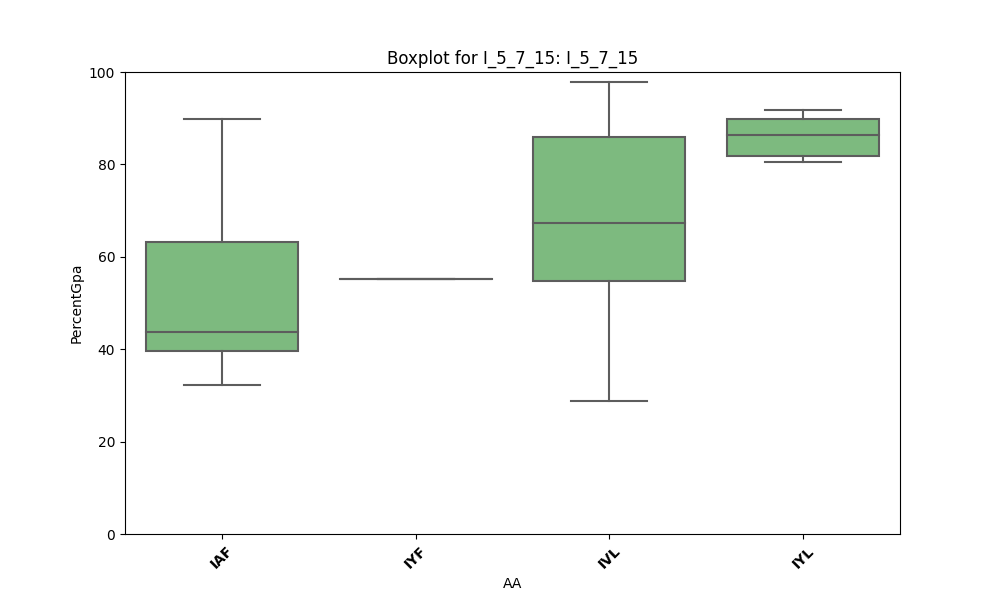 Boxplot for I_5_7_15: I_5_7_15
100
80
60
40
20
0
PercentGpa
IAF
IYF
IVL
IYL
AA